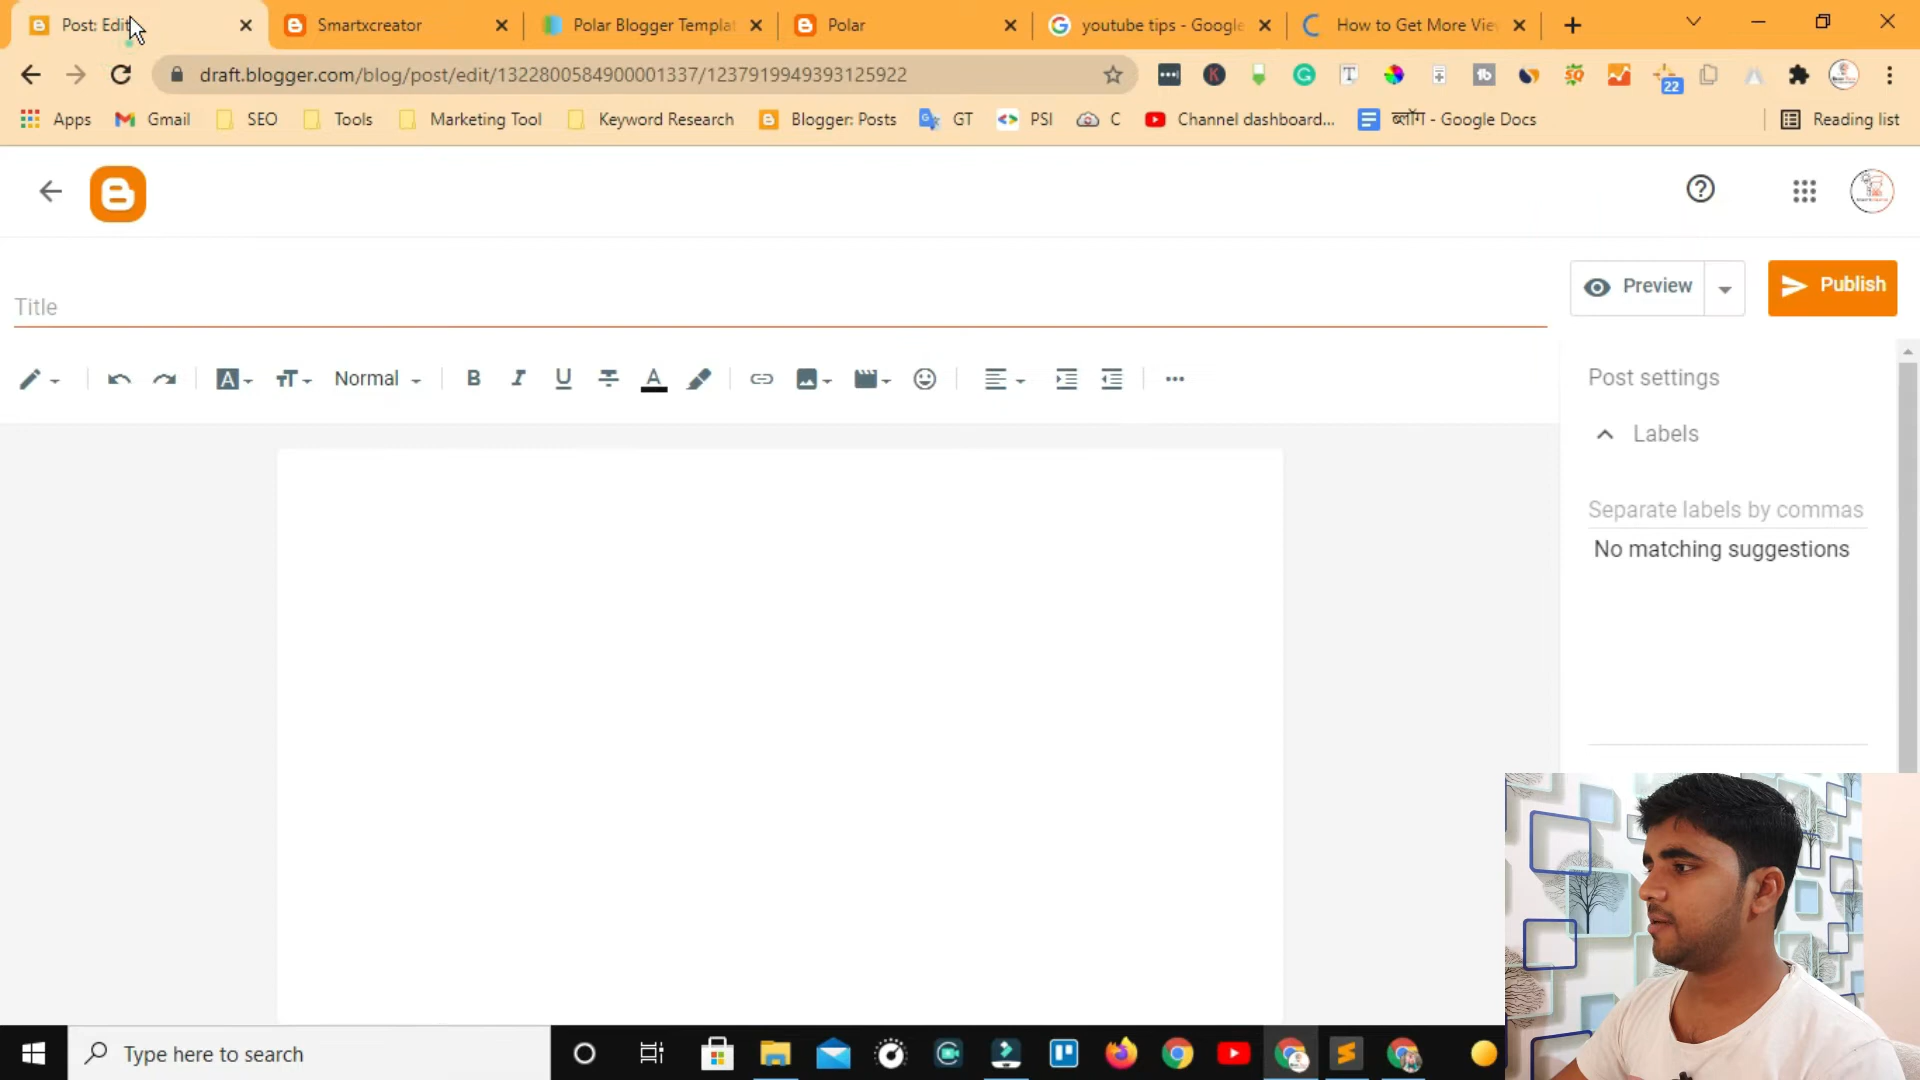 Post: Edit
Smartxcreator
Polar Blogger Templat
Polar
youtube tips - Google
How to Get More Vie
draft.blogger.com/blog/post/edit/1322800584900001337/1237919949393125922
22
Apps
Gmail
SEO
Tools
Marketing Tool
Keyword Research
Blogger: Posts
GT
PSI
C
Channel dashboard...
ब्लॉग - Google Docs
Reading list
Title
Preview
Publish
Normal
Post settings
Labels
Separate labels by commas
No matching suggestions
Type here to search